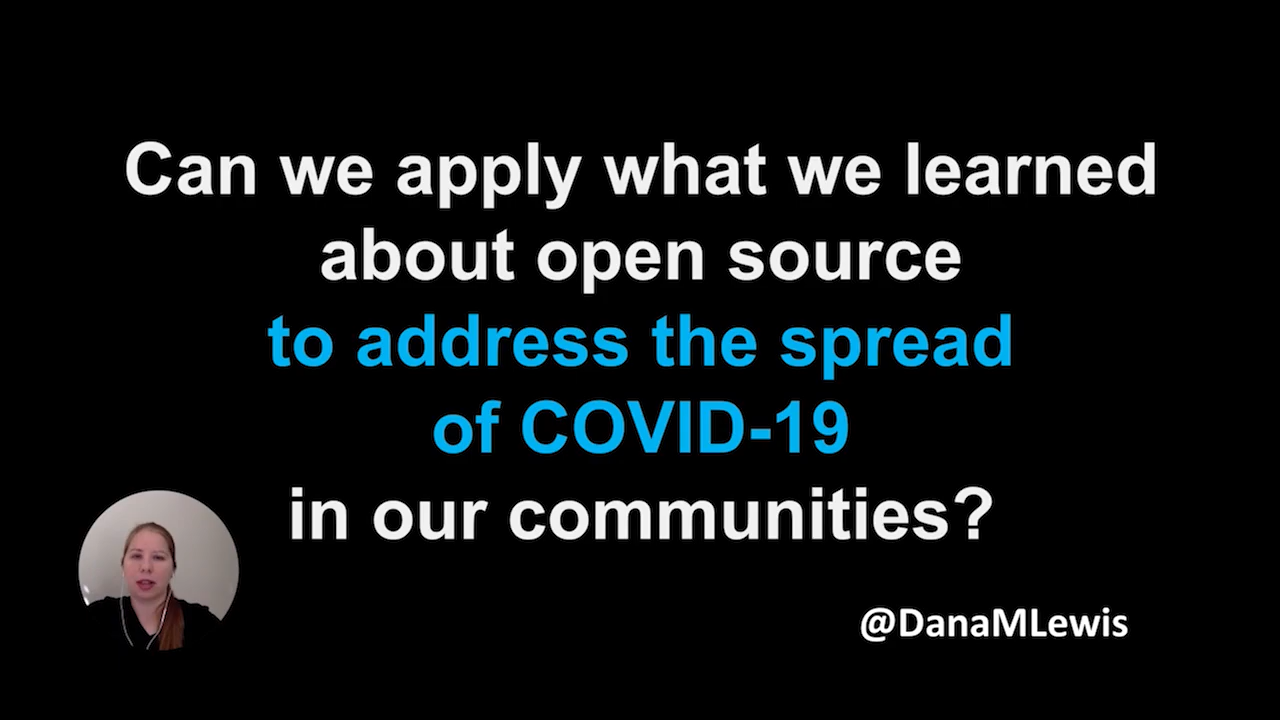 Can we apply what we learned
about open source
to address the spread
of COVID-19
in our communities?
@DanaMLewis